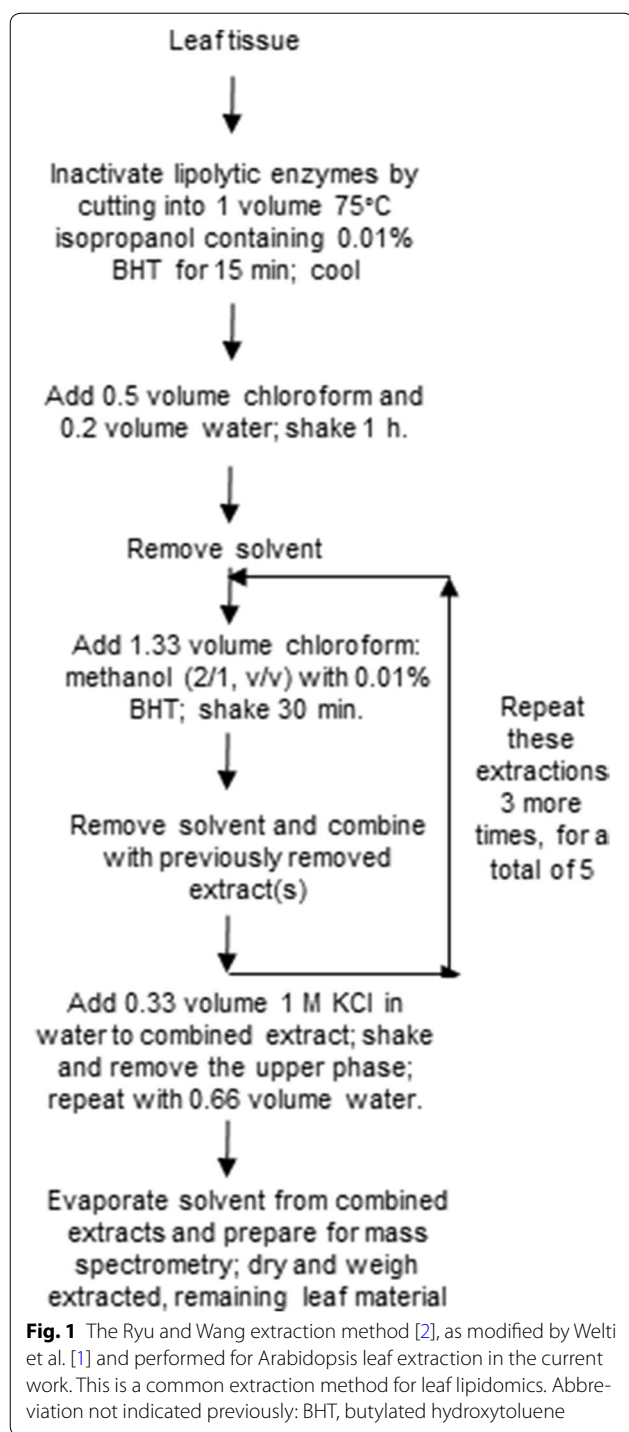 Leaf tissue
Inactivate lipolytic enzymes by
cutting into 1 volume 75°C
isopropanol containing 0.01%
BHT for 15 min; cool
Add 0.5 volume chloroform and
0.2 volume water; shake 1 h.
Remove solvent
Add 1.33 volume chloroform:
methanol (2/1, v/v) with 0.01%
BHT; shake 30 min.
Remove solvent and combine
with previously removed
extract(s)
Repeat
these
extractions
3 more
times, for a
total of 5
Add 0.33 volume 1 M KCl in
water to combined extract; shake
and remove the upper phase;
repeat with 0.66 volume water.
Evaporate solvent from combined
extracts and prepare for mass
spectrometry; dry and weigh
extracted, remaining leaf material
Fig. 1 The Ryu and Wang extraction method [2], as modified by Welti
et al. [1] and performed for Arabidopsis leaf extraction in the current
work. This is a common extraction method for leaf lipidomics. Abbre-
viation not indicated previously: BHT, butylated hydroxytoluene